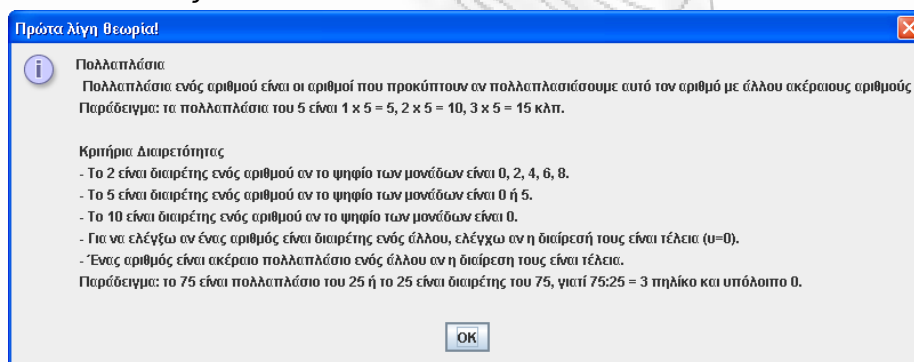 Πρώτα λίγη θεωρία!
Πολλαπλάσια
Πολλαπλάσια ενός αριθμού είναι οι αριθμοί που προκύπτουν αν πολλαπλασιάσουμε αυτό τον αριθμό με άλλου ακέραιους αριθμούς
Παράδειγμα: τα πολλαπλάσια του 5 είναι 1 x 5 = 5, 2 x 5 = 10, 3 x 5 = 15 κλπ.
Κριτήρια Διαιρετότητας
- Το 2 είναι διαιρέτης ενός αριθμού αν το ψηφίο των μονάδων είναι 0, 2, 4, 6, 8.
- Το 5 είναι διαιρέτης ενός αριθμού αν το ψηφίο των μονάδων είναι 0 ή 5.
- Το 10 είναι διαιρέτης ενός αριθμού αν το ψηφίο των μονάδων είναι 0.
- Για να ελέγξω αν ένας αριθμός είναι διαιρέτης ενός άλλου, ελέγχω αν η διαίρεσή τους είναι τέλεια (υ=0).
- Ένας αριθμός είναι ακέραιο πολλαπλάσιο ενός άλλου αν η διαίρεση τους είναι τέλεια.
Παράδειγμα: το 75 είναι πολλαπλάσιο του 25 ή το 25 είναι διαιρέτης του 75, γιατί 75:25 = 3 πηλίκο και υπόλοιπο 0.
OK